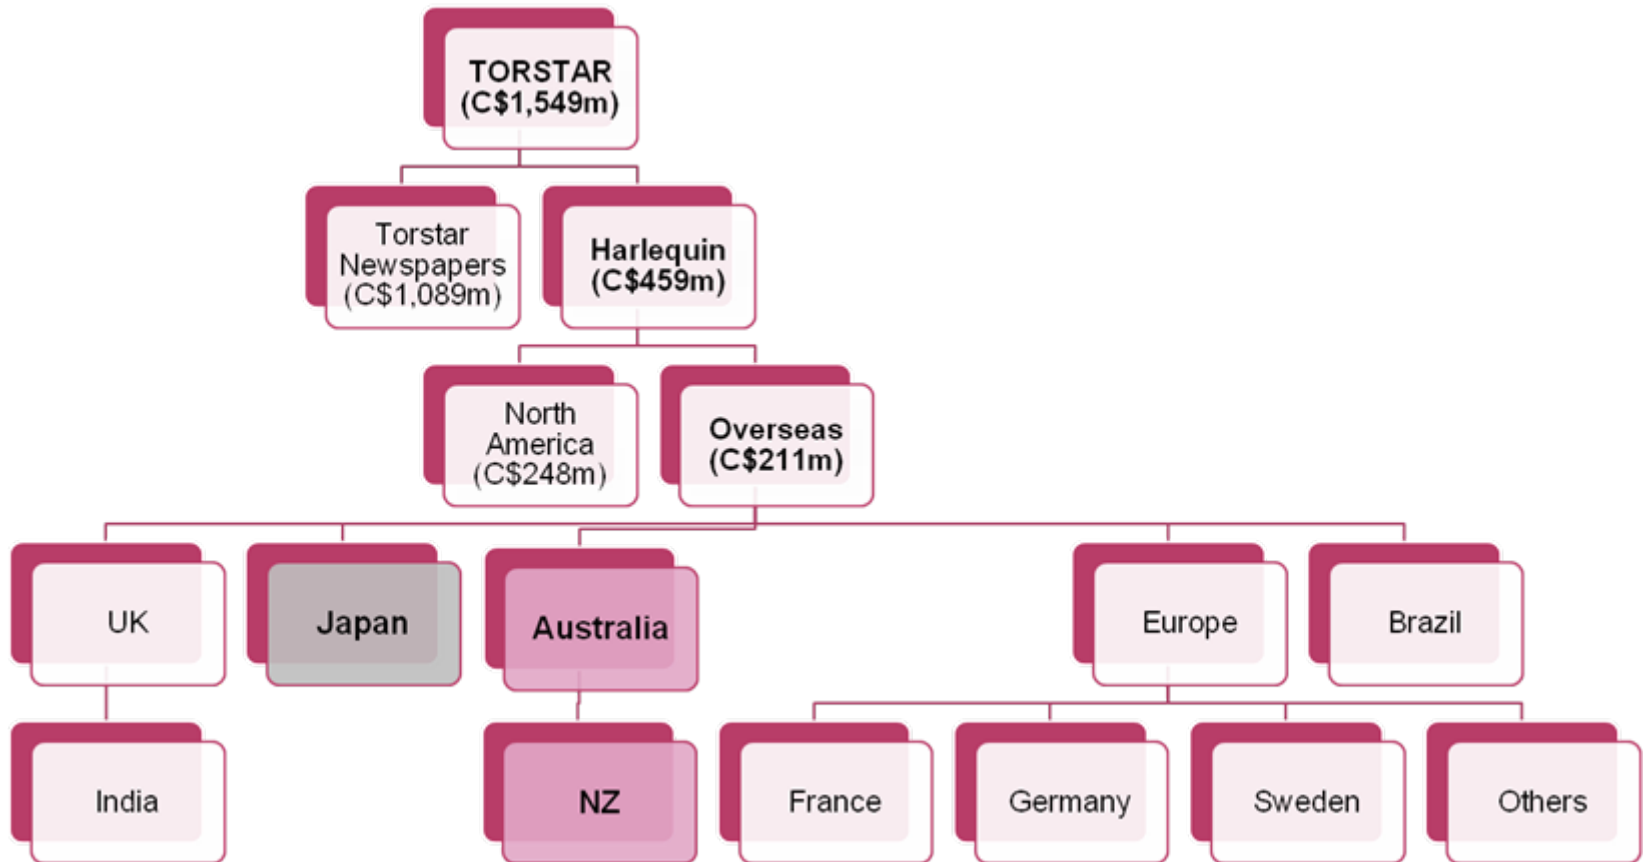 TORSTAR
(C$1,549m)
Torstar
Newspapers
(C$1,089m)
Harlequin
(C$459m)
North
America
(C$248m)
Overseas
(C$211m)
UK
Japan
Australia
Europe
Brazil
India
NZ
France
Germany
Sweden
Others